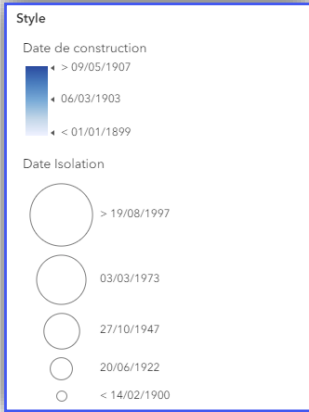 Style
Date de construction
> 09/05/1907
06/03/1903
< 01/01/1899
Date Isolation
> 19/08/1997
03/03/1973
27/10/1947
20/06/1922
< 14/02/1900